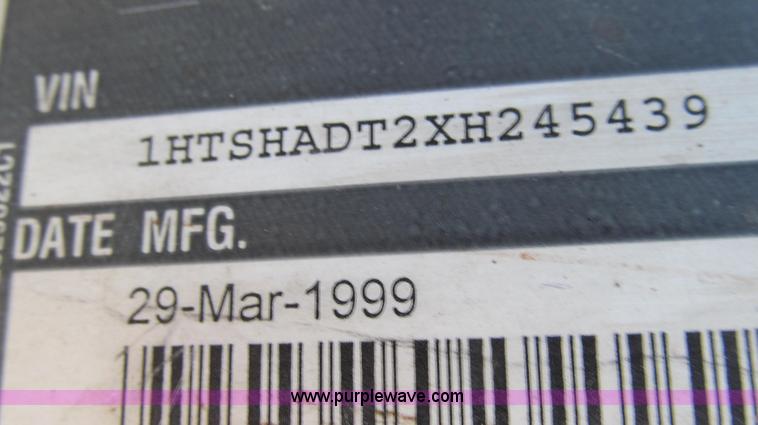 VIN
1HTSHADT2XH245439
DATE MFG.
29-Mar-1999
www.purplewave.com